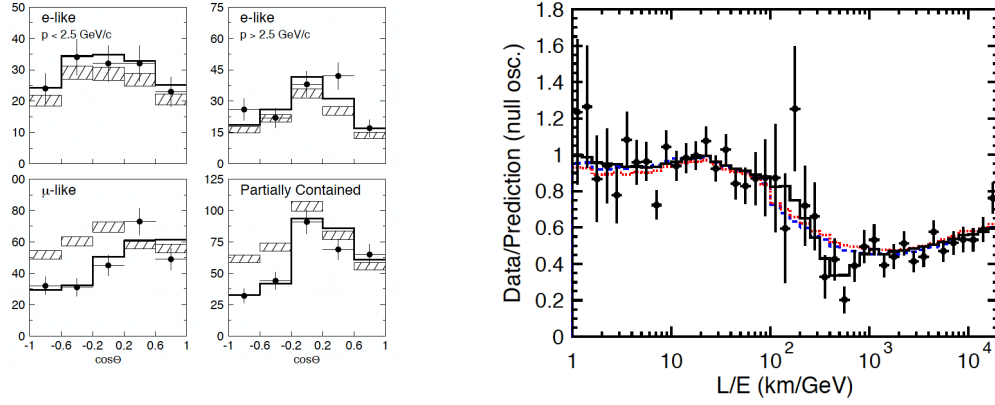 e-like
p < 2.5 GeV/c
50
40
30
20
10
0
e-like
p > 2.5 GeV/c
75
60
45
30
15
0
μ-like
00
80
60
40
20
0
-1 -0.6 -0.2 0.2 0.6 1
cosΘ
Partially Contained
125
100
75
50
25
0
-1 -0.6 -0.2 0.2 0.6 1
cosΘ
Data/Prediction (null osc.)
1.8
1.6
1.4
1.2
1
0.8
0.6
0.4
0.2
0
1 10 10² 10³ 10⁴
L/E (km/GeV)